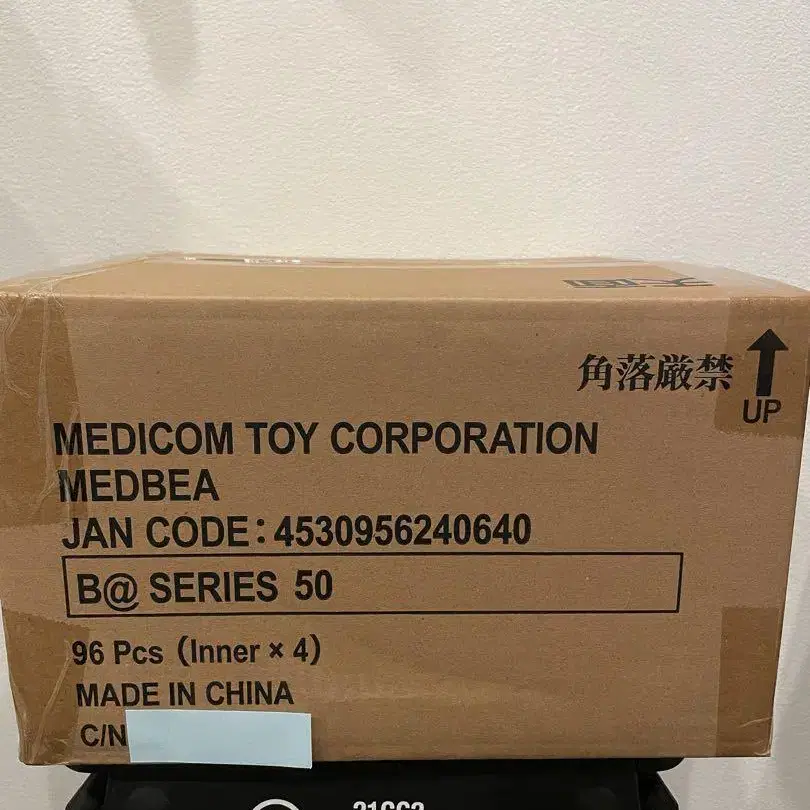 角落厳禁
UP
MEDICOM TOY CORPORATION
MEDBEA
JAN CODE：4530956240640
B@ SERIES 50
96 Pcs (Inner × 4)
MADE IN CHINA
C/N